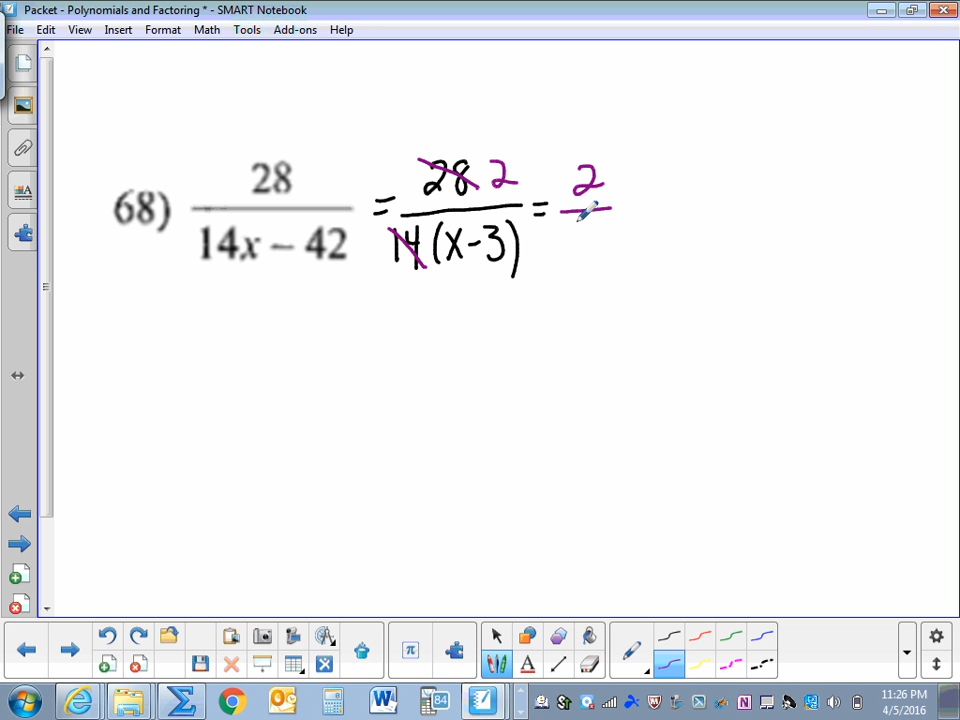 Packet - Polynomials and Factoring * - SMART Notebook
File Edit View Insert Format Math Tools Add-ons Help
68) 28 / 14x − 42 = 28 2 / 14(x-3) = 2 /
A
π
A
84
11:26 PM
4/5/2016